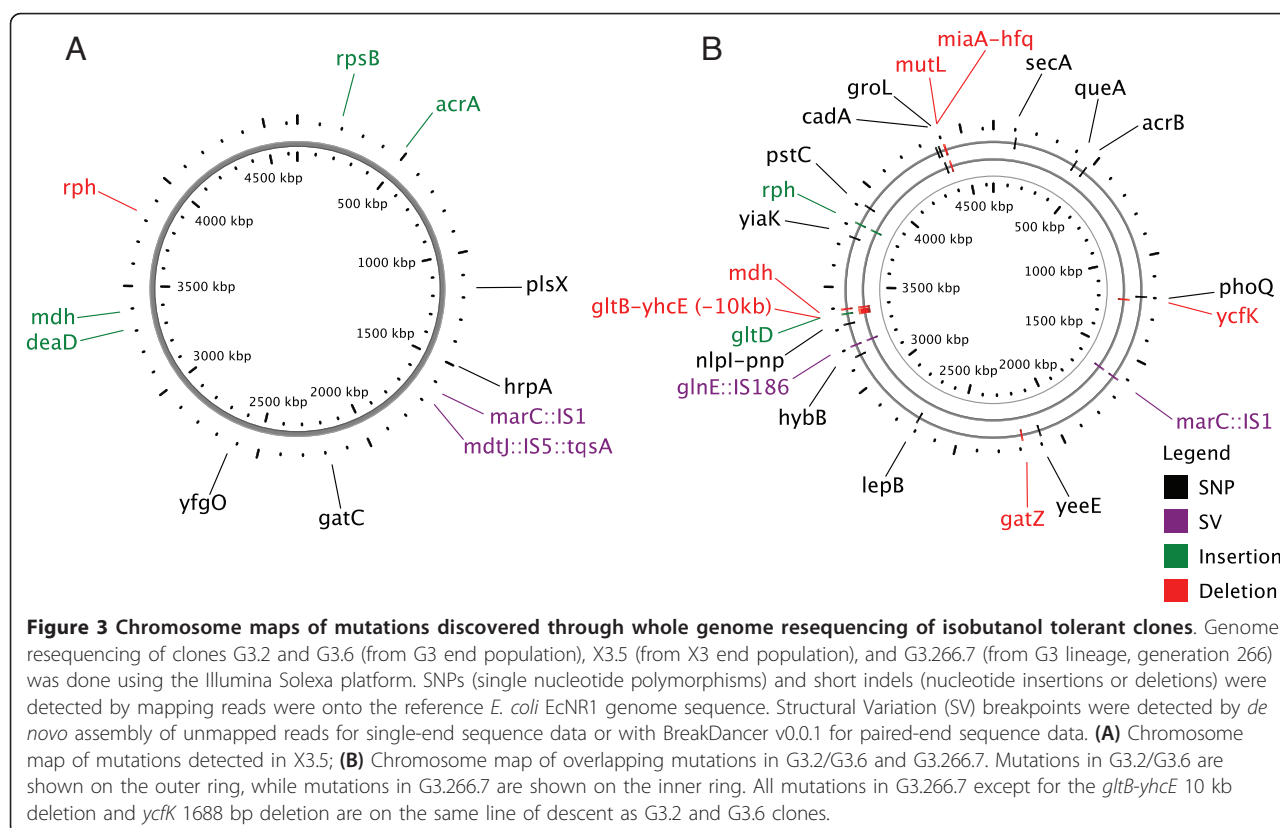 A
rpsB
acrA
rph
plsX
mdh
deaD
hrpA
marC::IS1
mdtJ::IS5::tqsA
gatC
yfgO
4500 kbp
500 kbp
1000 kbp
1500 kbp
2000 kbp
2500 kbp
3000 kbp
3500 kbp
4000 kbp
B
miaA-hfq
mutL
groL
cadA
secA
queA
acrB
pstC
rph
yiaK
mdh
gltB-yhcE (-10kb)
gltD
nlpI-pnp
glnE::IS186
hybB
lepB
gatZ
yeeE
phoQ
ycfK
marC::IS1
4500 kbp
500 kbp
1000 kbp
1500 kbp
2000 kbp
2500 kbp
3000 kbp
3500 kbp
4000 kbp
Legend
SNP
SV
Insertion
Deletion
Figure 3 Chromosome maps of mutations discovered through whole genome resequencing of isobutanol tolerant clones. Genome
resequencing of clones G3.2 and G3.6 (from G3 end population), X3.5 (from X3 end population), and G3.266.7 (from G3 lineage, generation 266)
was done using the Illumina Solexa platform. SNPs (single nucleotide polymorphisms) and short indels (nucleotide insertions or deletions) were
detected by mapping reads were onto the reference E. coli EcNR1 genome sequence. Structural Variation (SV) breakpoints were detected by de
novo assembly of unmapped reads for single-end sequence data or with BreakDancer v0.0.1 for paired-end sequence data. (A) Chromosome
map of mutations detected in X3.5; (B) Chromosome map of overlapping mutations in G3.2/G3.6 and G3.266.7. Mutations in G3.2/G3.6 are
shown on the outer ring, while mutations in G3.266.7 are shown on the inner ring. All mutations in G3.266.7 except for the gltB-yhcE 10 kb
deletion and ycfK 1688 bp deletion are on the same line of descent as G3.2 and G3.6 clones.